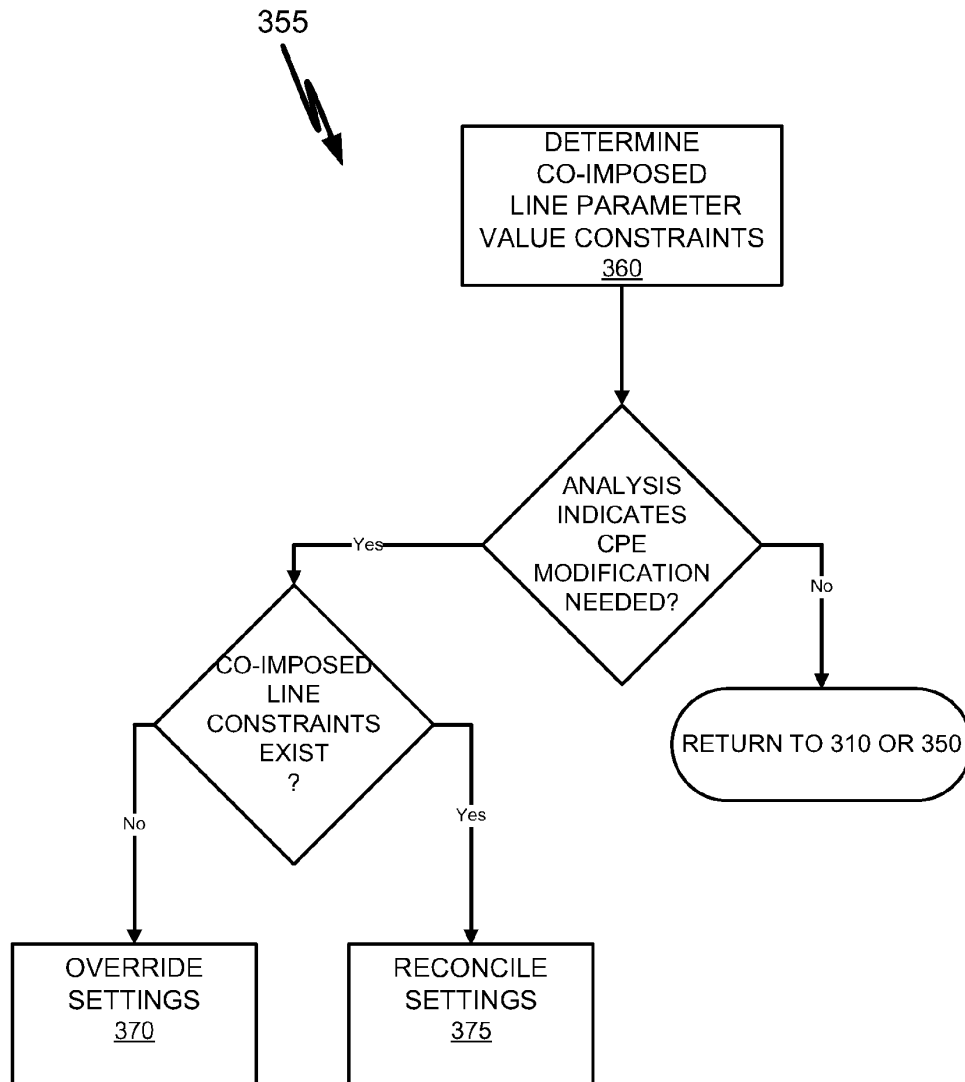 355
DETERMINE
CO-IMPOSED
LINE PARAMETER
VALUE CONSTRAINTS
360
ANALYSIS
INDICATES
CPE
MODIFICATION
NEEDED?
Yes
No
CO-IMPOSED
LINE
CONSTRAINTS
EXIST
?
RETURN TO 310 OR 350
No
Yes
OVERRIDE
SETTINGS
370
RECONCILE
SETTINGS
375